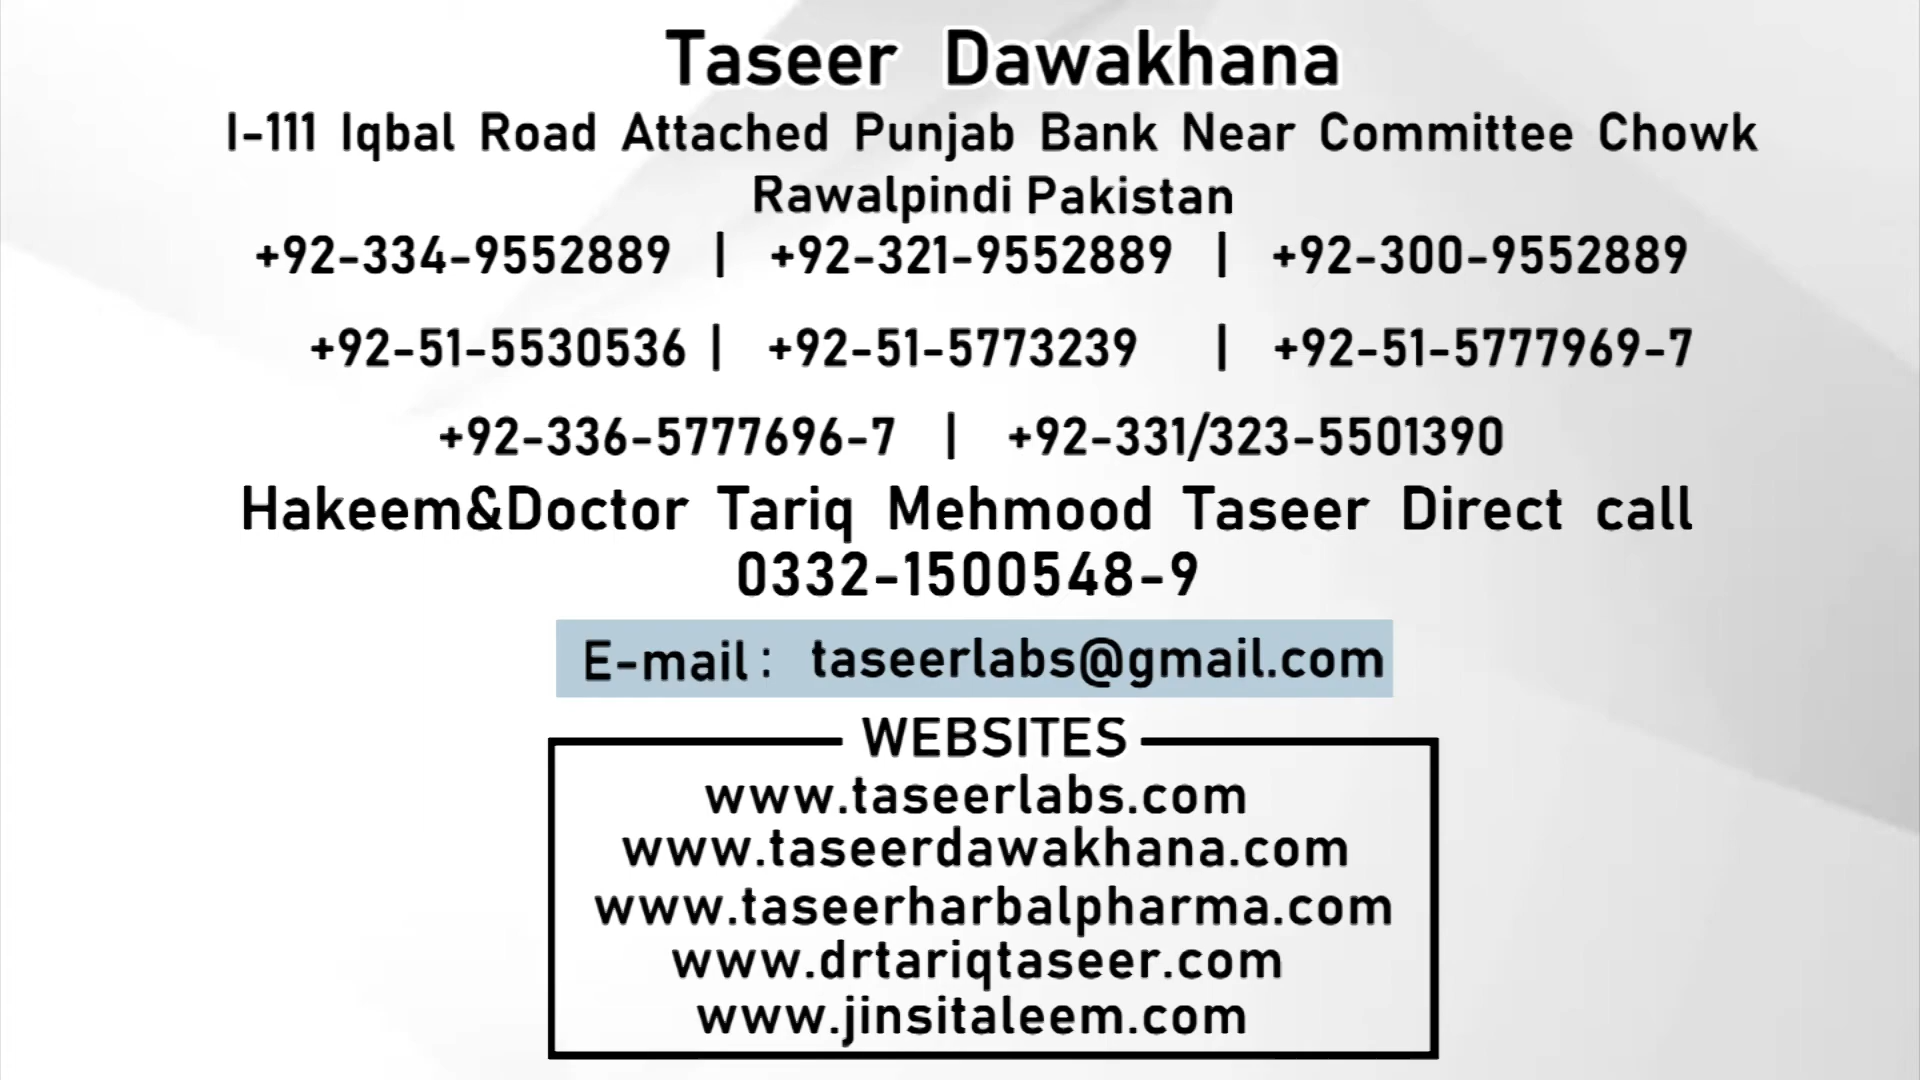 Taseer Dawakhana
I-111 Iqbal Road Attached Punjab Bank Near Committee Chowk
Rawalpindi Pakistan
+92-334-9552889 | +92-321-9552889 | +92-300-9552889
+92-51-5530536 | +92-51-5773239 | +92-51-5777969-7
+92-336-5777696-7 | +92-331/323-5501390
Hakeem&Doctor Tariq Mehmood Taseer Direct call
0332-1500548-9
E-mail : taseerlabs@gmail.com
WEBSITES
www.taseerlabs.com
www.taseerdawakhana.com
www.taseerharbalpharma.com
www.drtariqtaseer.com
www.jinsitaleem.com